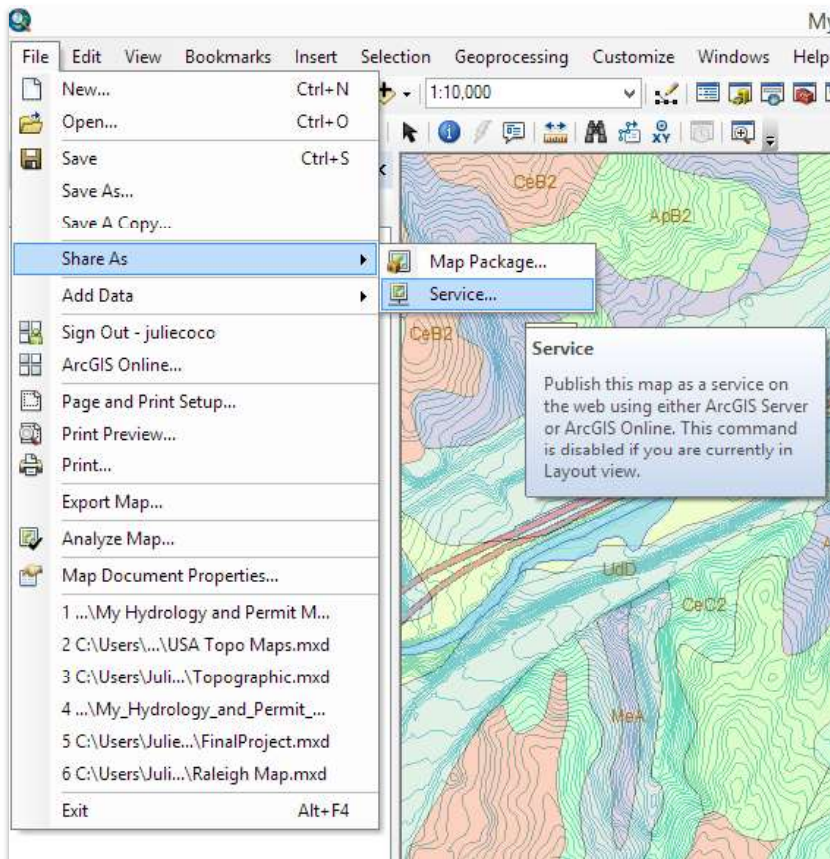 My
File Edit View Bookmarks Insert Selection Geoprocessing Customize Windows Help
New... Ctrl+N
1:10,000
Open... Ctrl+O
Save Ctrl+S
Save As...
Save A Copy...
Share As
Map Package...
Add Data
Service...
Sign Out - juliecoco
ArcGIS Online...
Page and Print Setup...
Print Preview...
Print...
Export Map...
Analyze Map...
Map Document Properties...
1 ...\My Hydrology and Permit M...
2 C:\Users\...\USA Topo Maps.mxd
3 C:\Users\Juli...\Topographic.mxd
4 ...\My_Hydrology_and_Permit_...
5 C:\Users\Julie...\FinalProject.mxd
6 C:\Users\Juli...\Raleigh Map.mxd
Exit Alt+F4
XY
CeB2
ApB2
CeB2
Service
Publish this map as a service on
the web using either ArcGIS Server
or ArcGIS Online. This command
is disabled if you are currently in
Layout view.
UdD
CeC2
MeA